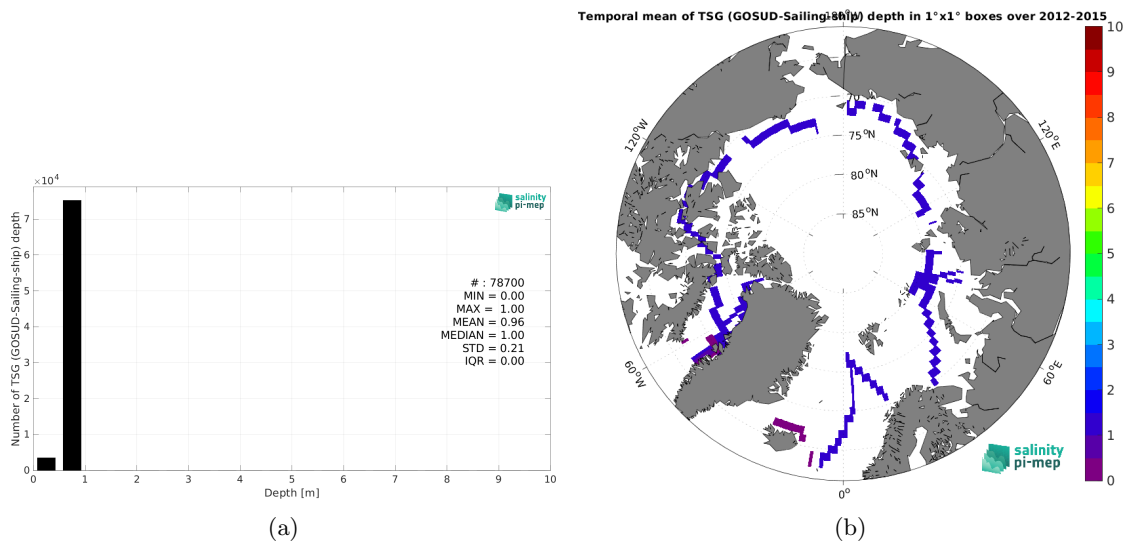 ×10⁴
7
6
5
4
3
2
1
0
Number of TSG (GOSUD-Sailing-ship) depth
salinity
pi-mep
# : 78700
MIN = 0.00
MAX = 1.00
MEAN = 0.96
MEDIAN = 1.00
STD = 0.21
IQR = 0.00
0 1 2 3 4 5 6 7 8 9 10
Depth [m]
(a)
Temporal mean of TSG (GOSUD-Sailing-ship) depth in 1°x1° boxes over 2012-2015
120°W
120°E
75°N
80°N
85°N
60°W
60°E
0°
10
9
8
7
6
5
4
3
2
1
0
salinity
pi-mep
(b)